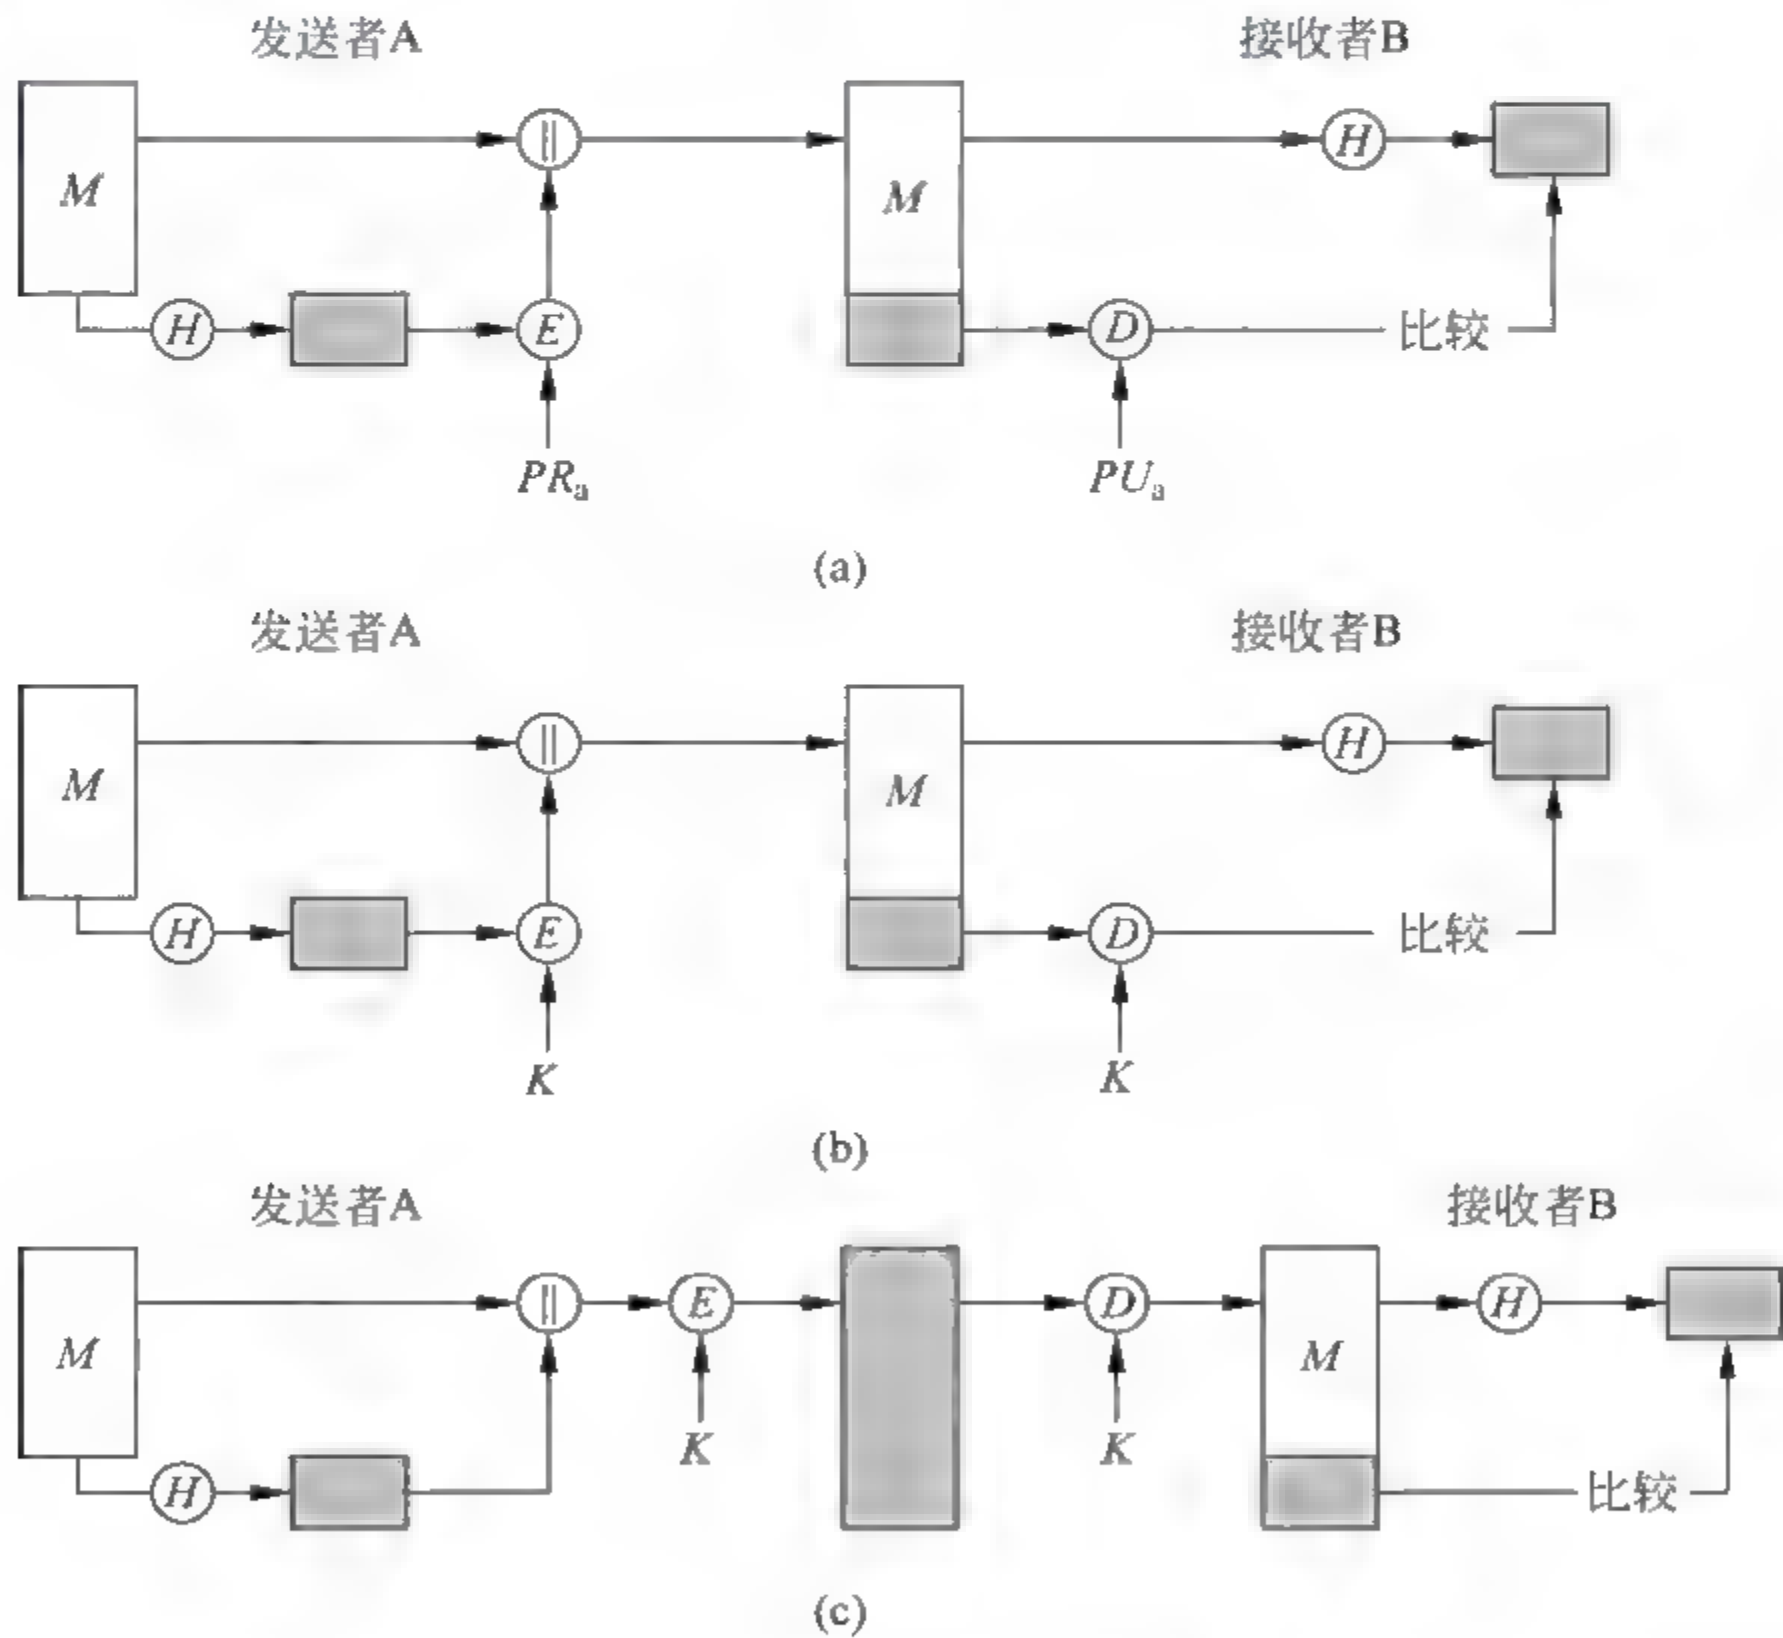 发送者A 接收者B
M || M H
H E D 比较
PRa PUa
(a)
发送者A 接收者B
M || M H
H E D 比较
K K
(b)
发送者A 接收者B
M || E D M H
K K
H 比较
(c)